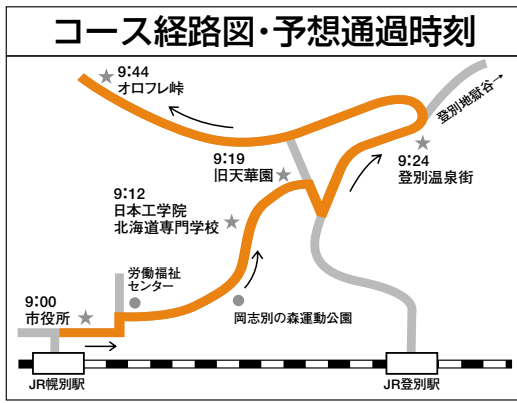 コース経路図・予想通過時刻
9:44
オロフレ峠
登別地獄谷→
9:19
旧天華園
9:24
登別温泉街
9:12
日本工学院
北海道専門学校
労働福祉
センター
岡志別の森運動公園
9:00
市役所
JR幌別駅
JR登別駅